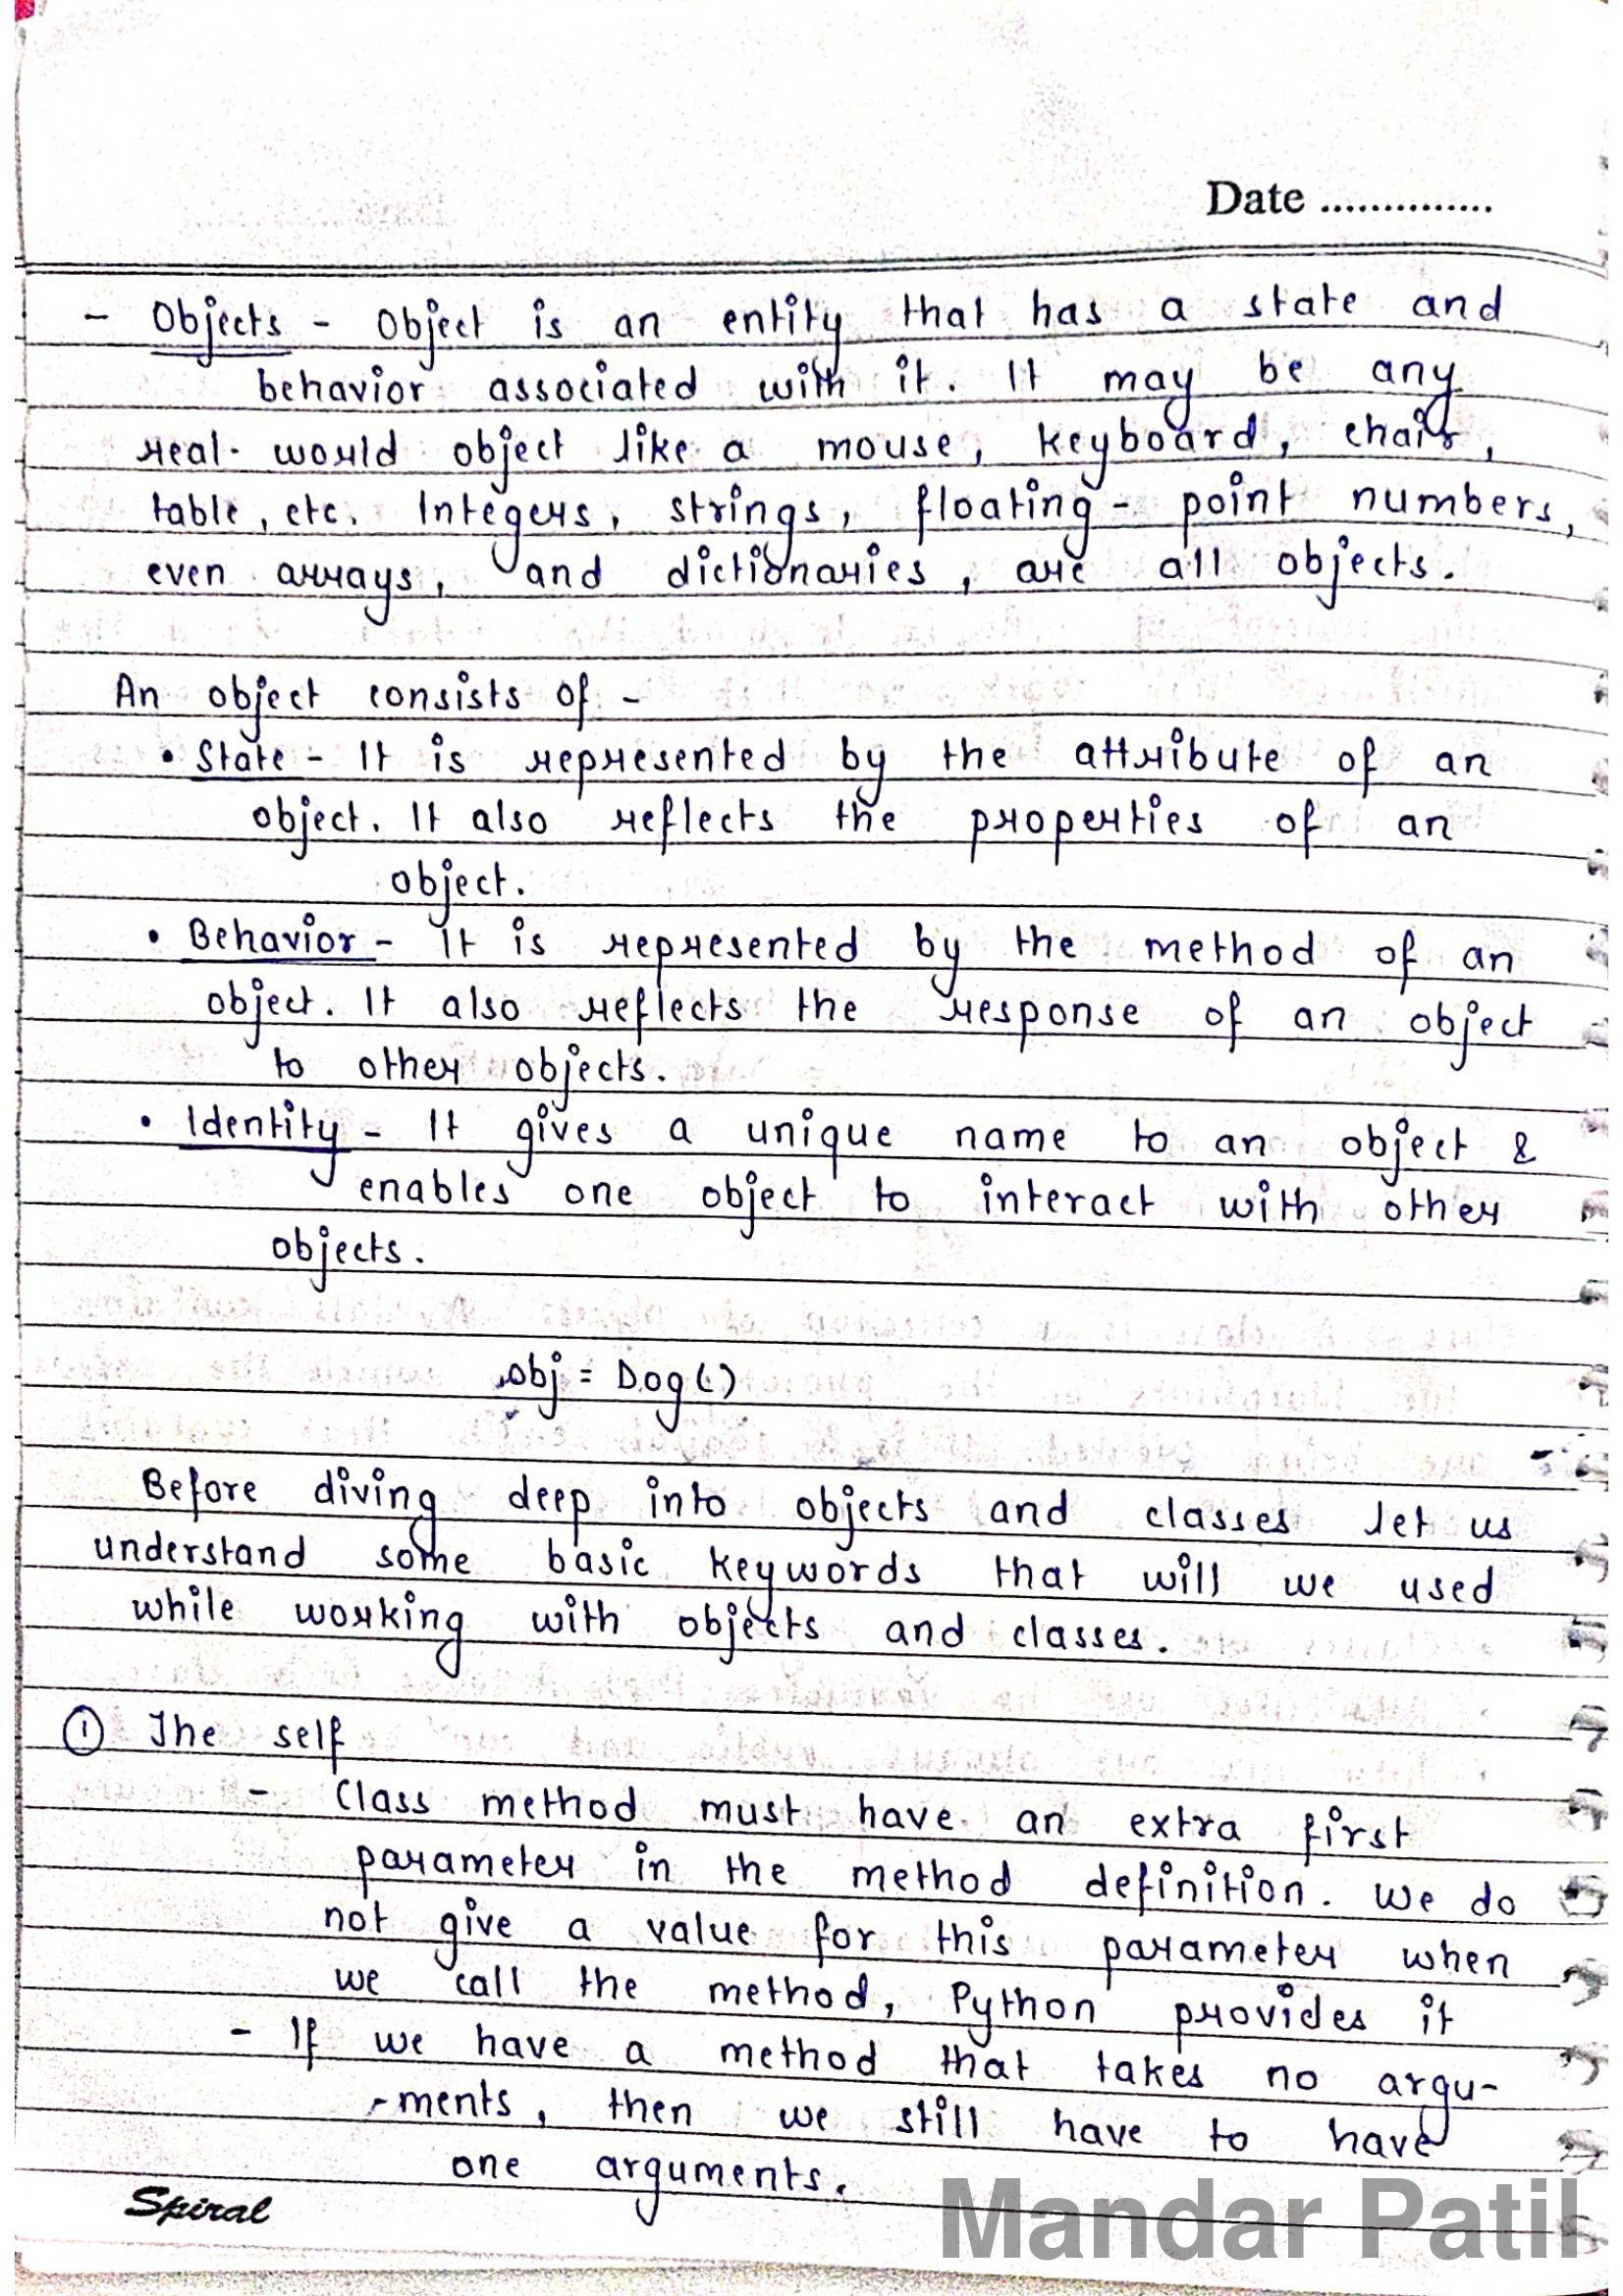 Date ..............
- Objects - Object is an entity that has a state and
behavior associated with it. It may be any
real-world object like a mouse, keyboard, chair,
table, etc. Integers, strings, floating-point numbers,
even arrays, and dictionaries, are all objects.
An object consists of -
• State - It is represented by the attribute of an
object. It also reflects the properties of an
object.
• Behavior - It is represented by the method of an
object. It also reflects the response of an object
to other objects.
• Identity - It gives a unique name to an object &
enables one object to interact with other
objects.
obj = Dog()
Before diving deep into objects and classes let us
understand some basic keywords that will we used
while working with objects and classes.
① The self
- Class method must have an extra first
parameter in the method definition. We do
not give a value for this parameter when
we call the method, Python provides it
- If we have a method that takes no argu-
-ments, then we still have to have
one arguments.
Spiral
Mandar Patil